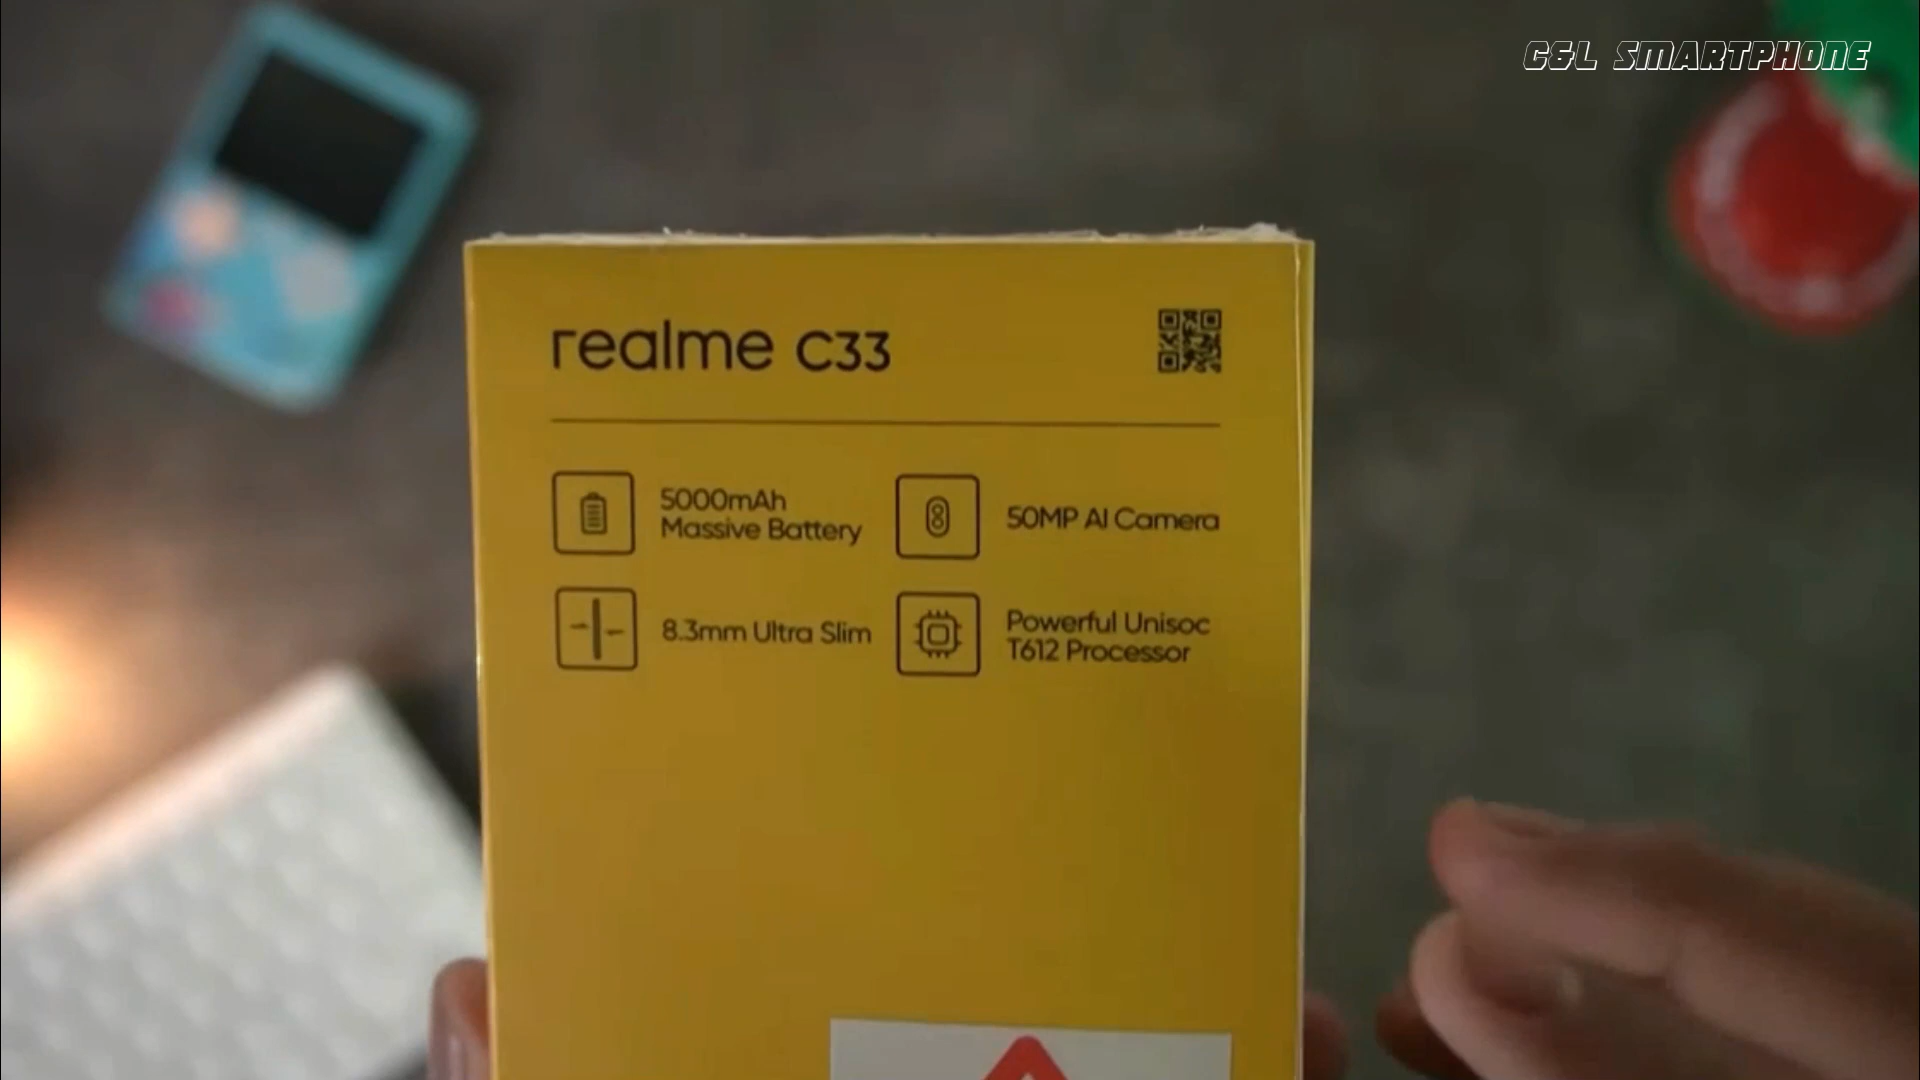 C&L SMARTPHONE
realme C33
5000mAh
Massive Battery
50MP AI Camera
8.3mm Ultra Slim
Powerful Unisoc
T612 Processor